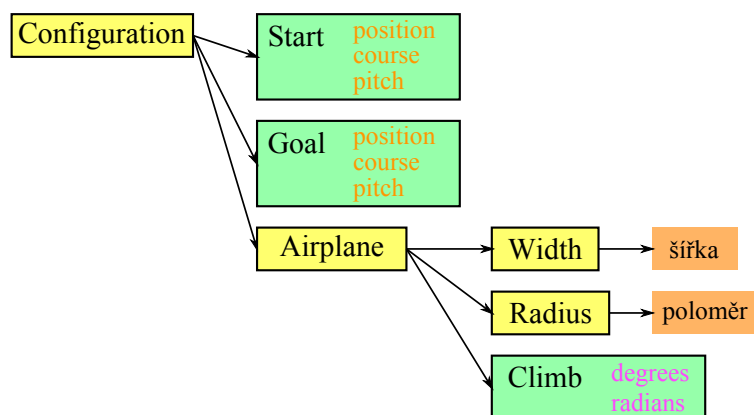 Configuration
Start position
course
pitch
Goal position
course
pitch
Airplane
Width
šířka
Radius
poloměr
Climb degrees
radians